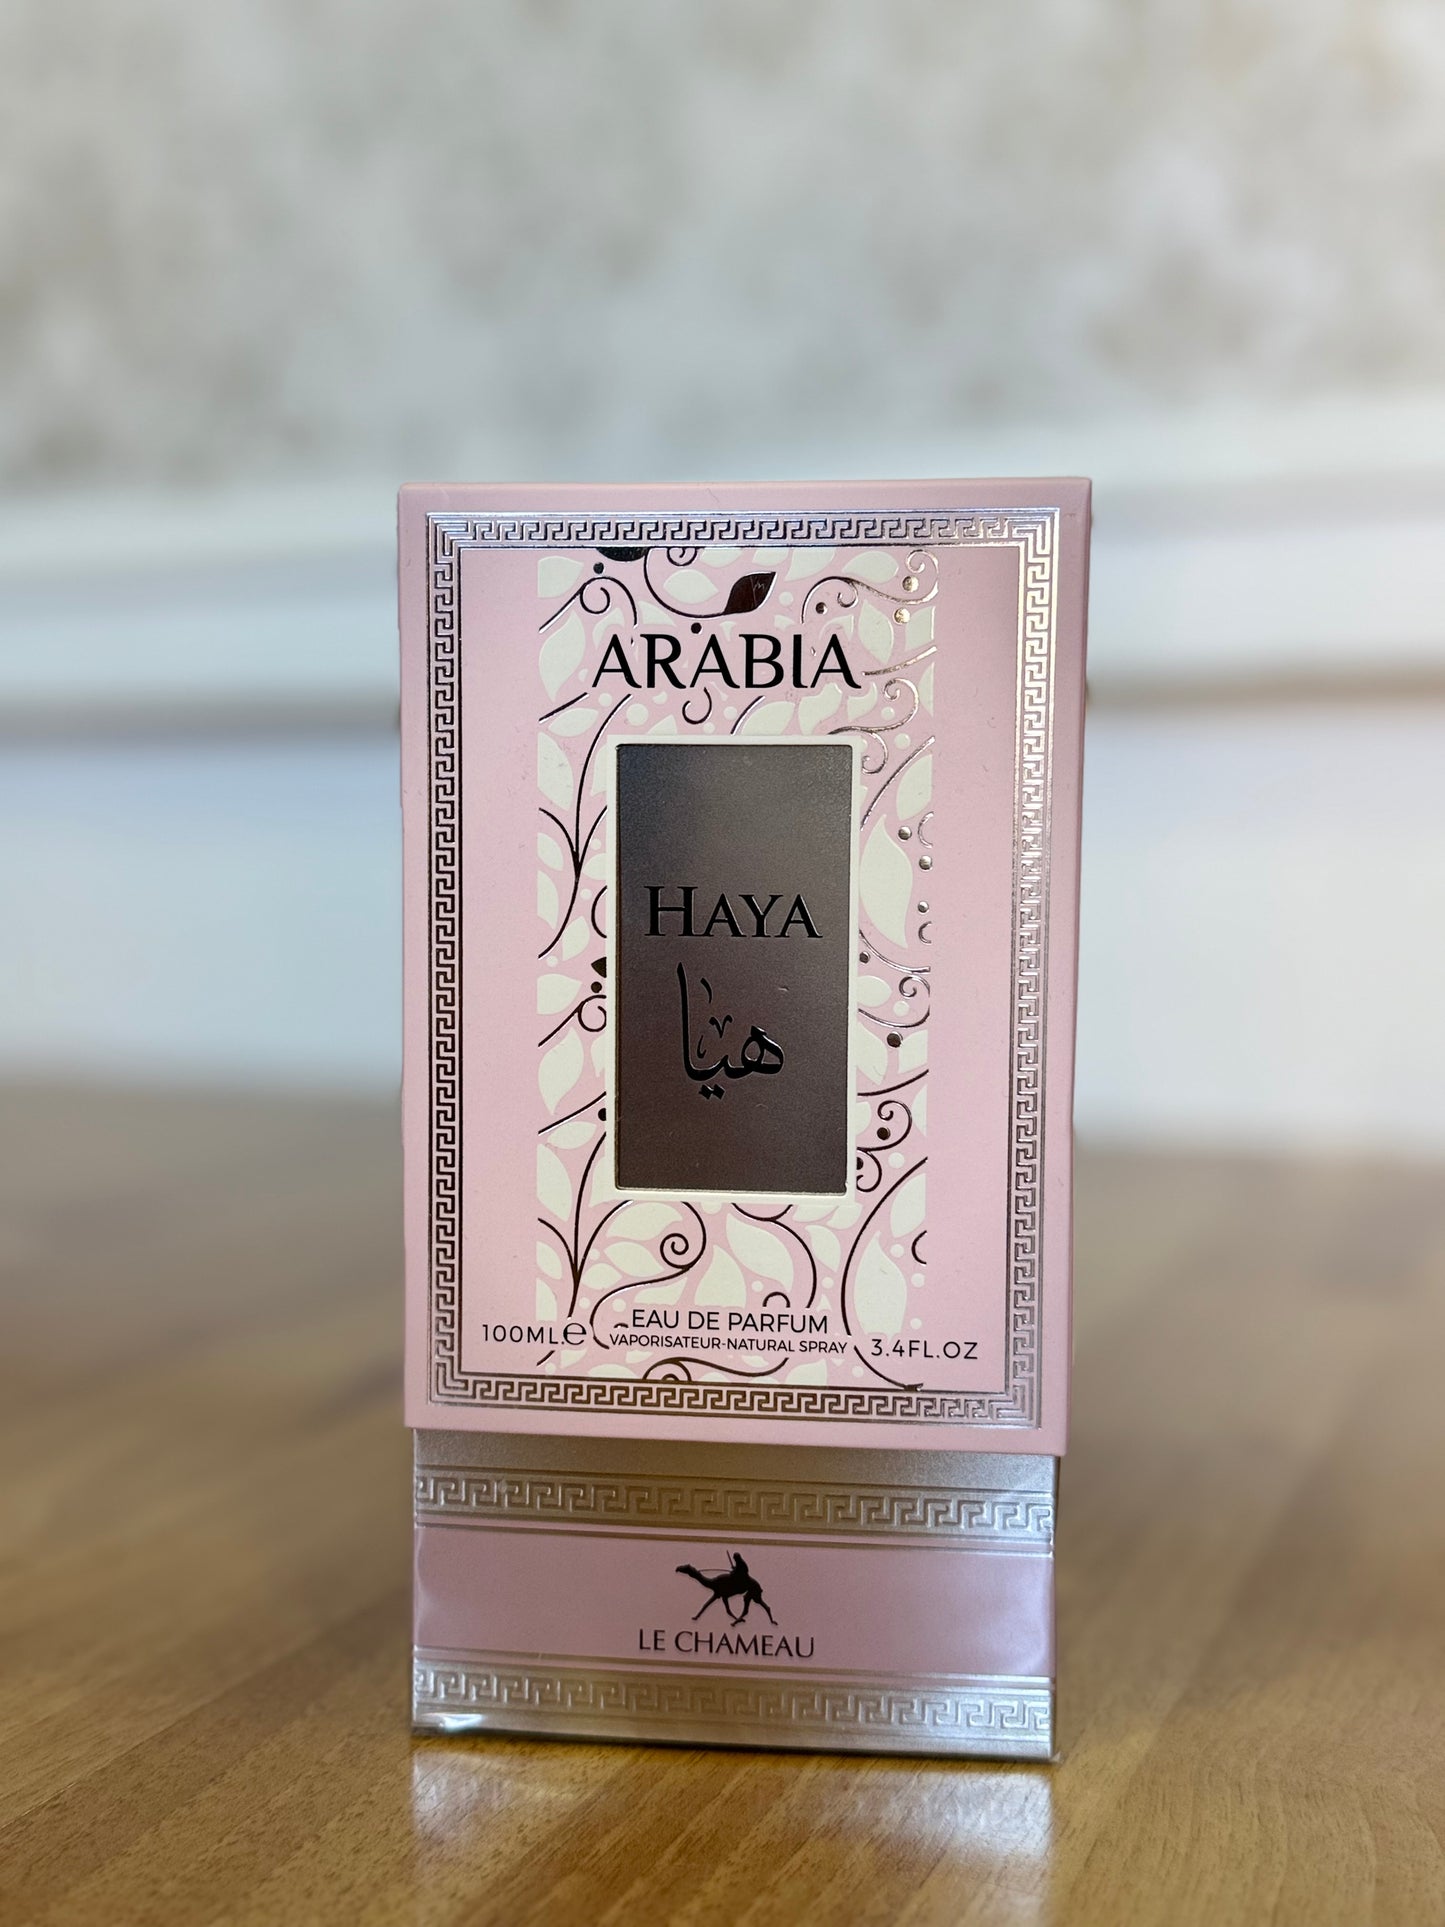 ARABIA
HAYA
هيا
EAU DE PARFUM
100ML.e VAPORISATEUR-NATURAL SPRAY 3.4FL.OZ
LE CHAMEAU